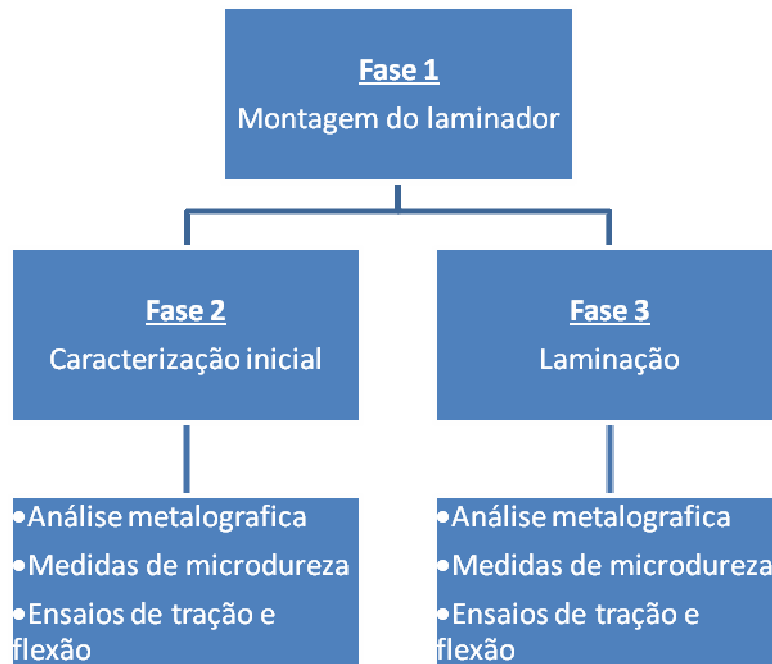 Fase 1
Montagem do laminador
Fase 2
Caracterização inicial
Fase 3
Laminação
•Análise metalografica
•Medidas de microdureza
•Ensaios de tração e
flexão
•Análise metalografica
•Medidas de microdureza
•Ensaios de tração e
flexão